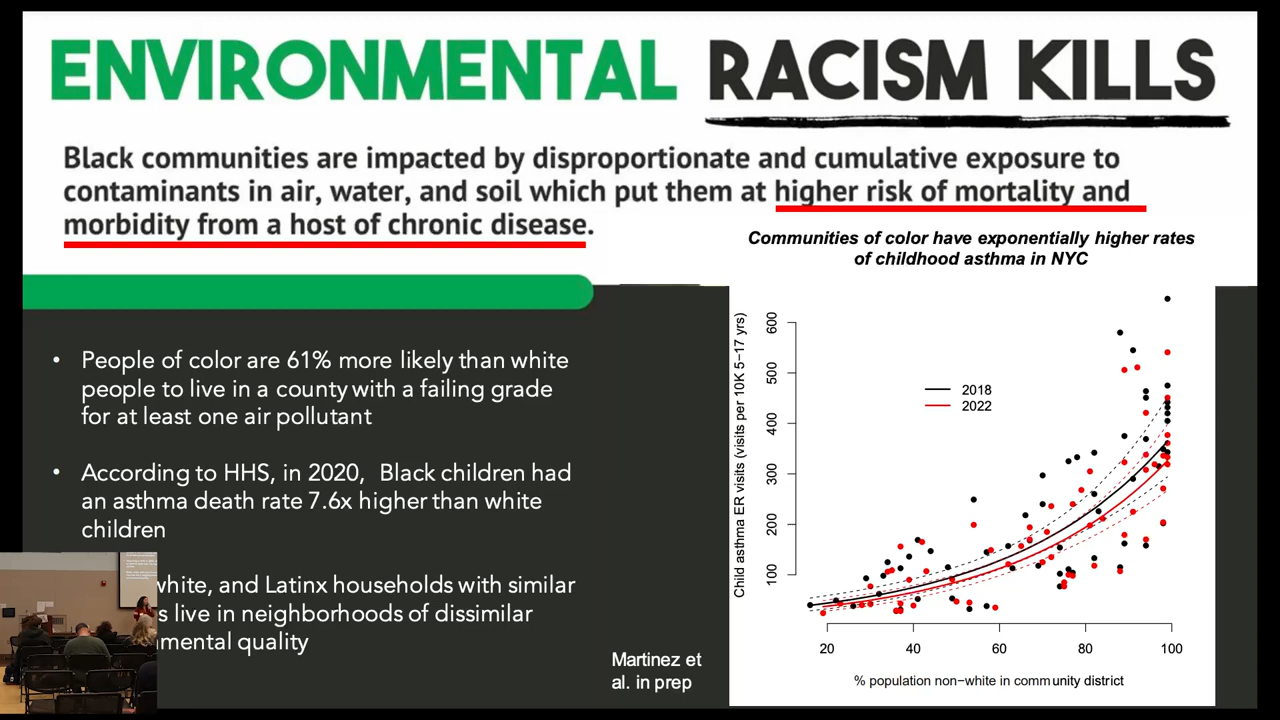 ENVIRONMENTAL RACISM KILLS
Black communities are impacted by disproportionate and cumulative exposure to
contaminants in air, water, and soil which put them at higher risk of mortality and
morbidity from a host of chronic disease.
• People of color are 61% more likely than white
people to live in a county with a failing grade
for at least one air pollutant
• According to HHS, in 2020, Black children had
an asthma death rate 7.6x higher than white
children
white, and Latinx households with similar
s live in neighborhoods of dissimilar
mental quality
Martinez et
al. in prep
Communities of color have exponentially higher rates
of childhood asthma in NYC
Child asthma ER visits (visits per 10K 5−17 yrs)
600
500
400
300
200
100
2018
2022
20 40 60 80 100
% population non−white in community district